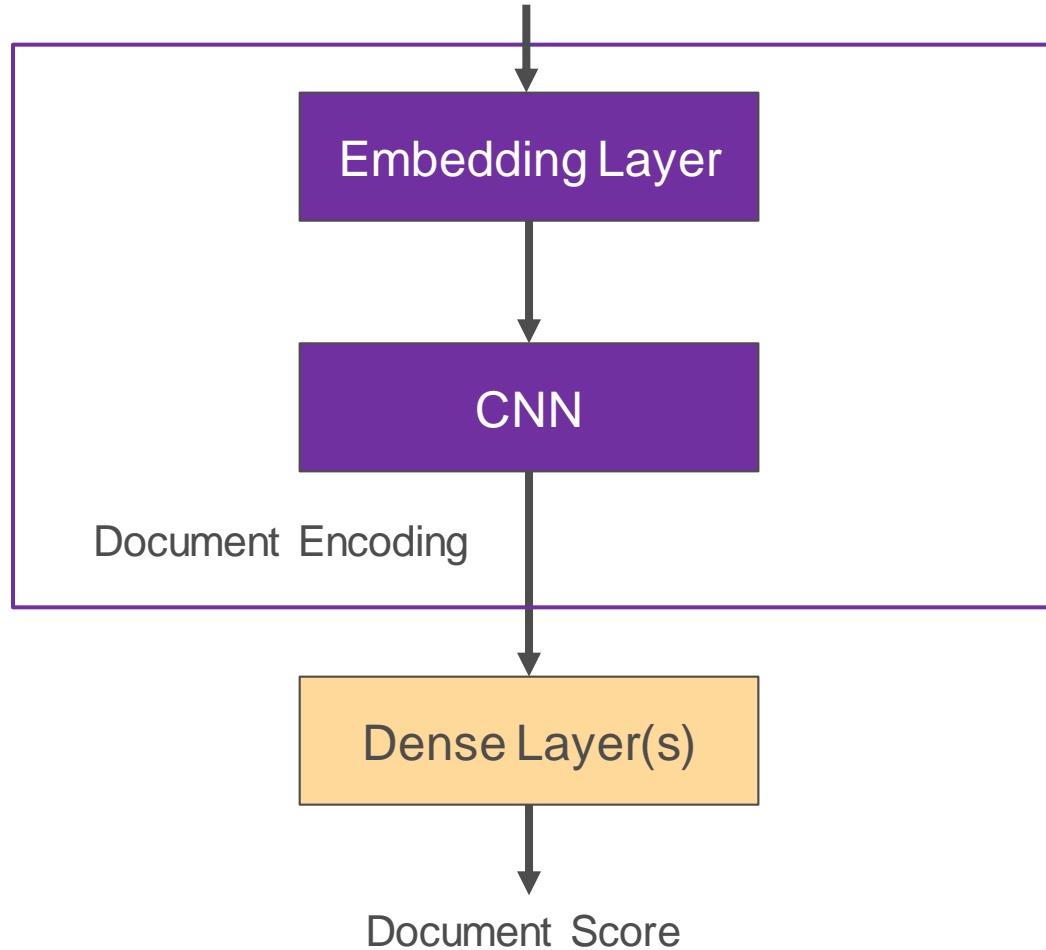 Embedding Layer
CNN
Document Encoding
Dense Layer(s)
Document Score